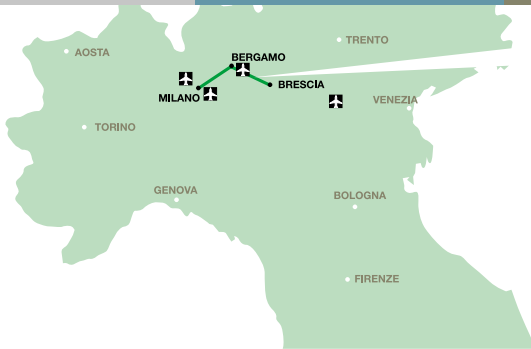 TRENTO
AOSTA
BERGAMO
BRESCIA
MILANO
VENEZIA
TORINO
GENOVA
BOLOGNA
FIRENZE